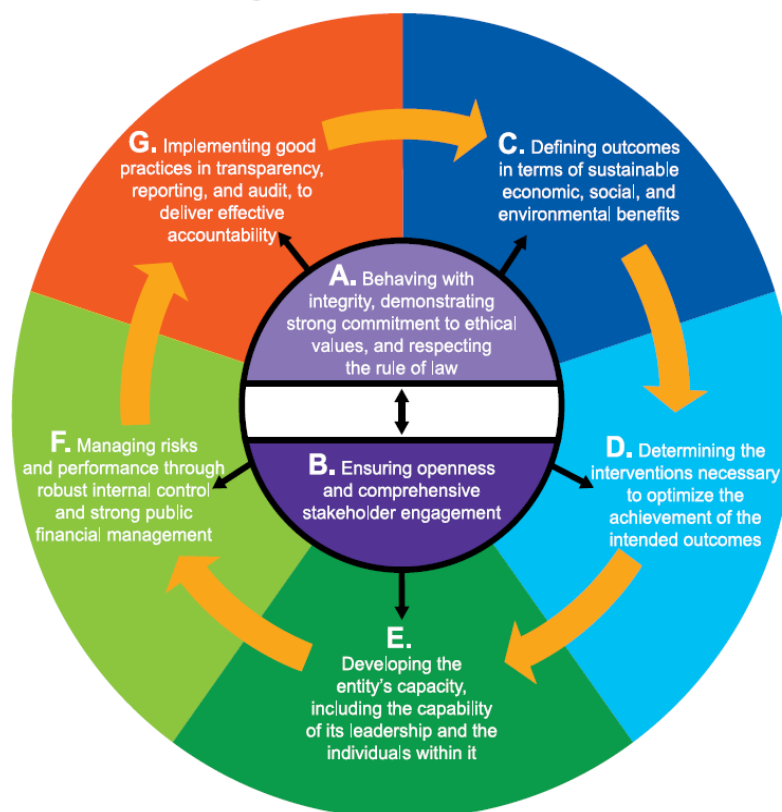 G. Implementing good
practices in transparency,
reporting, and audit, to
deliver effective
accountability
C. Defining outcomes
in terms of sustainable
economic, social, and
environmental benefits
A. Behaving with
integrity, demonstrating
strong commitment to ethical
values, and respecting
the rule of law
F. Managing risks
and performance through
robust internal control
and strong public
financial management
B. Ensuring openness
and comprehensive
stakeholder engagement
D. Determining the
interventions necessary
to optimize the
achievement of the
intended outcomes
E.
Developing the
entity's capacity,
including the capability
of its leadership and the
individuals within it